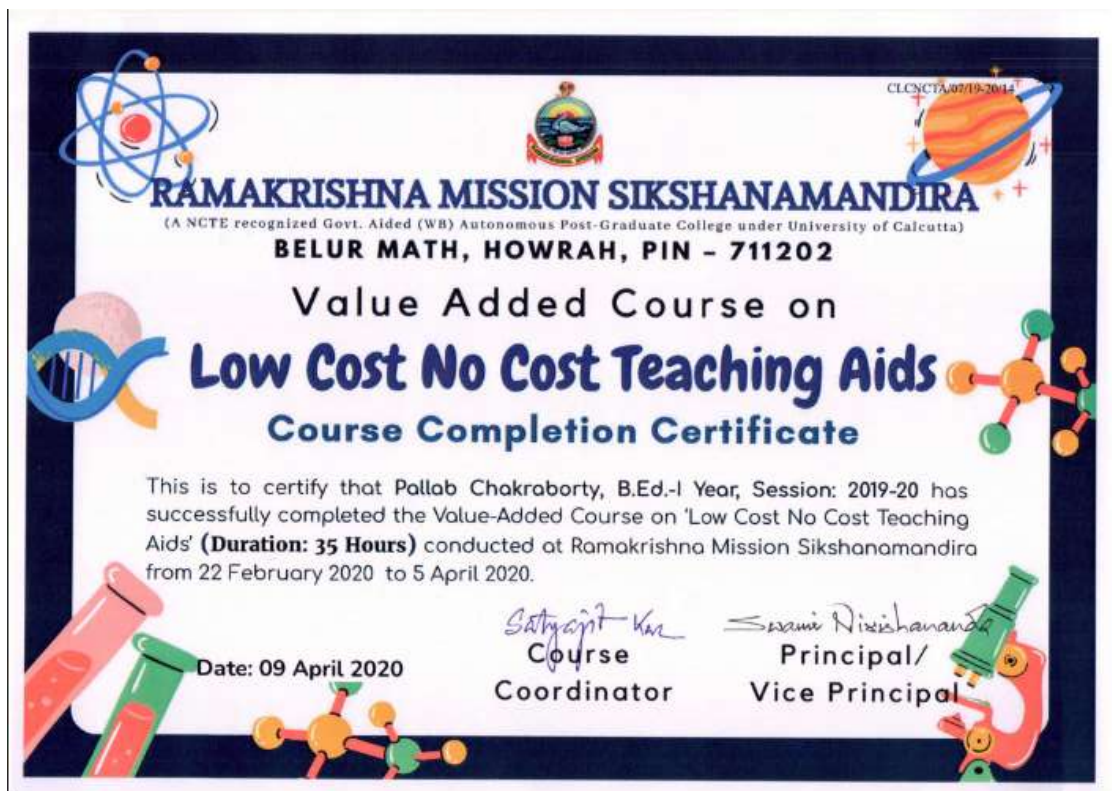 CLCNCTA/07/19-20/14
RAMAKRISHNA MISSION SIKSHANAMANDIRA
(A NCTE recognized Govt. Aided (WB) Autonomous Post-Graduate College under University of Calcutta)
BELUR MATH, HOWRAH, PIN – 711202
Value Added Course on
Low Cost No Cost Teaching Aids
Course Completion Certificate
This is to certify that Pallab Chakraborty, B.Ed.-I Year, Session: 2019-20 has
successfully completed the Value-Added Course on 'Low Cost No Cost Teaching
Aids' (Duration: 35 Hours) conducted at Ramakrishna Mission Sikshanamandira
from 22 February 2020 to 5 April 2020.
Satyajit Kar
Swami
Date: 09 April 2020
Course
Coordinator
Principal/
Vice Principal